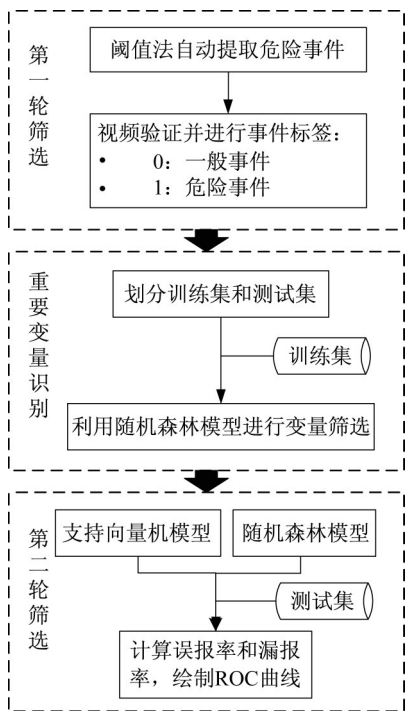 第一轮筛选
阈值法自动提取危险事件
视频验证并进行事件标签：
• 0：一般事件
• 1：危险事件
重要变量识别
划分训练集和测试集
训练集
利用随机森林模型进行变量筛选
第二轮筛选
支持向量机模型
随机森林模型
测试集
计算误报率和漏报
率，绘制ROC曲线